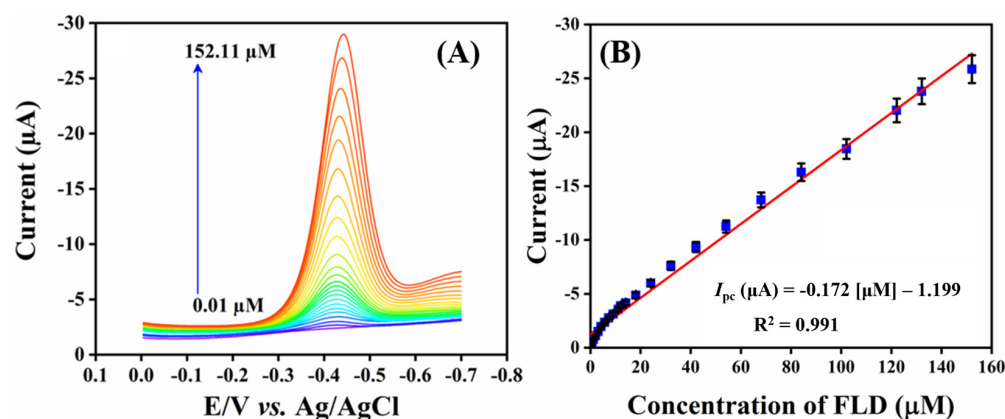 (A)
-30
-25
-20
-15
-10
-5
0
Current (µA)
152.11 µM
0.01 µM
0.1 0.0 -0.1 -0.2 -0.3 -0.4 -0.5 -0.6 -0.7 -0.8
E/V vs. Ag/AgCl
(B)
-30
-25
-20
-15
-10
-5
0
Current (µA)
Ipc (µA) = -0.172 [µM] – 1.199
R² = 0.991
0 20 40 60 80 100 120 140 160
Concentration of FLD (µM)